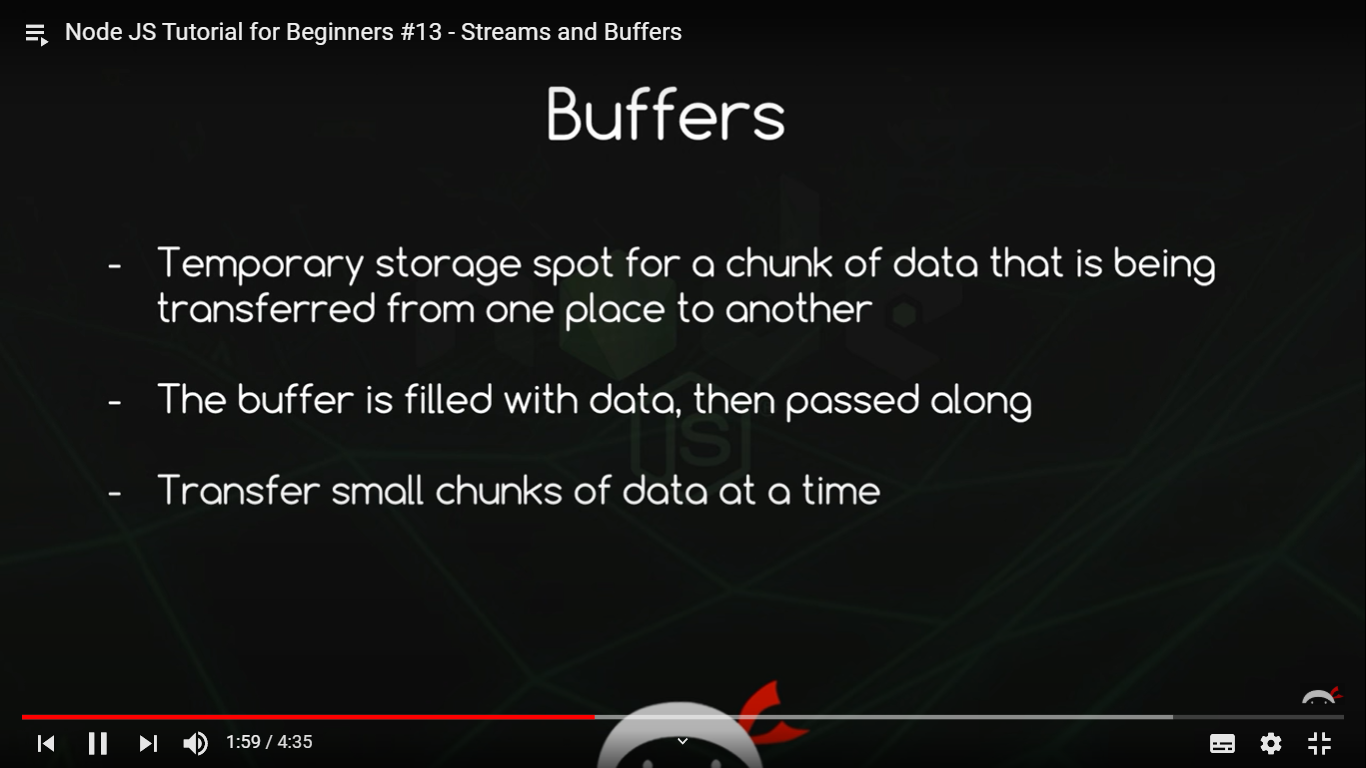 Node JS Tutorial for Beginners #13 - Streams and Buffers
Buffers
- Temporary storage spot for a chunk of data that is being
transferred from one place to another
- The buffer is filled with data, then passed along
JS
- Transfer small chunks of data at a time
1:59 / 4:35